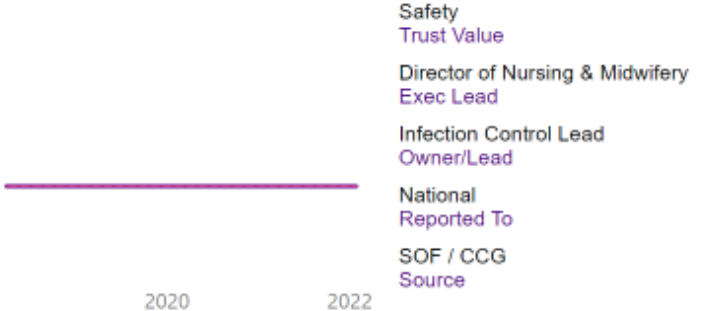 Safety
Trust Value
Director of Nursing & Midwifery
Exec Lead
Infection Control Lead
Owner/Lead
National
Reported To
SOF / CCG
Source
2020
2022